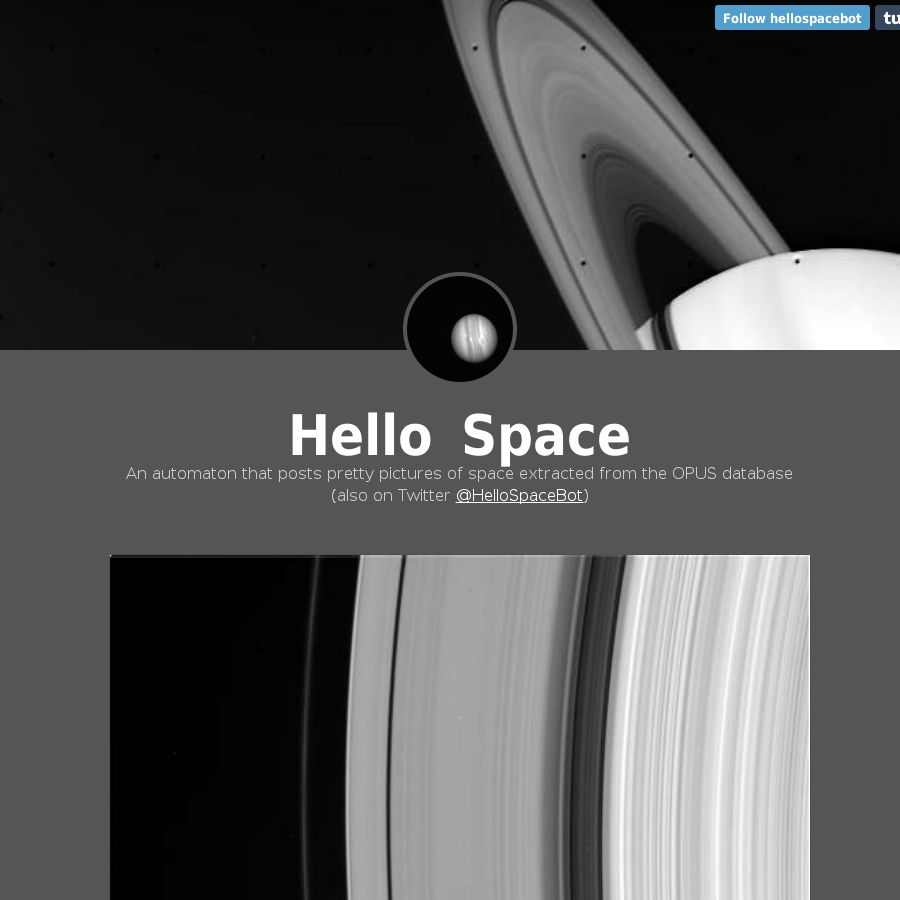 Follow hellospacebot
Hello Space
An automaton that posts pretty pictures of space extracted from the OPUS database
(also on Twitter @HelloSpaceBot)